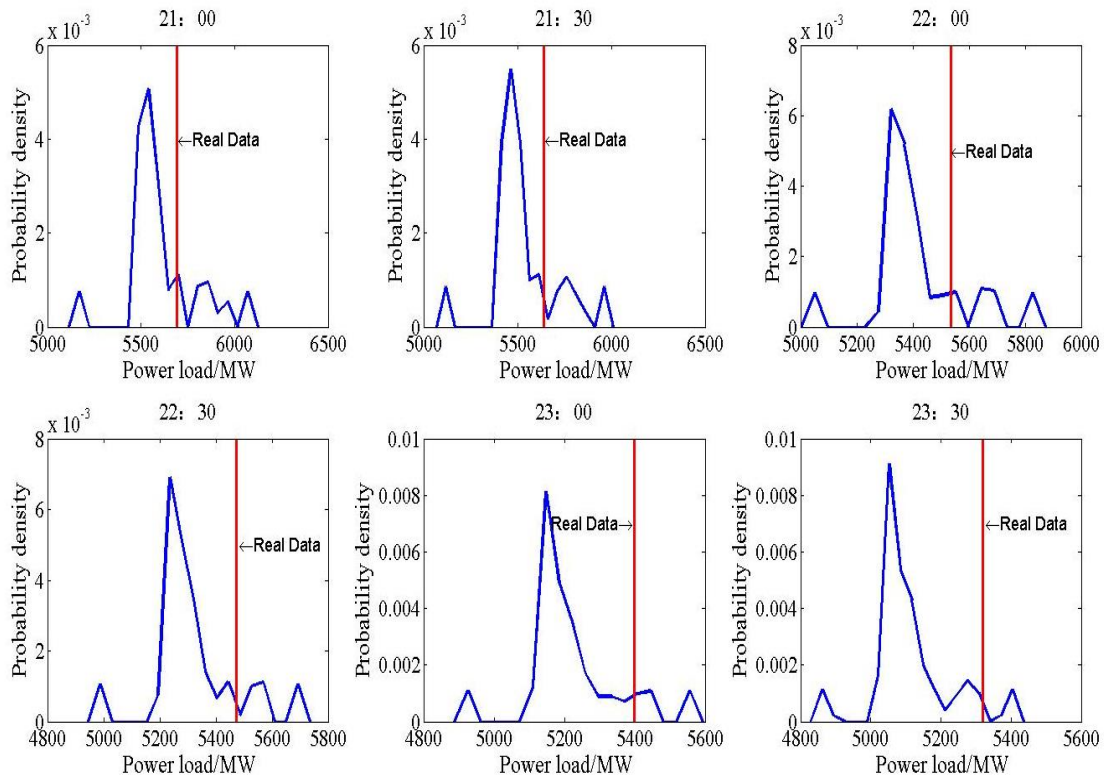 21：00
x 10⁻³
Probability density
6
4
2
0
←Real Data
5000 5500 6000 6500
Power load/MW
21：30
x 10⁻³
Probability density
6
4
2
0
←Real Data
5000 5500 6000 6500
Power load/MW
22：00
x 10⁻³
Probability density
8
6
4
2
0
←Real Data
5000 5200 5400 5600 5800 6000
Power load/MW
22：30
x 10⁻³
Probability density
8
6
4
2
0
←Real Data
4800 5000 5200 5400 5600 5800
Power load/MW
23：00
Probability density
0.01
0.008
0.006
0.004
0.002
0
Real Data→
4800 5000 5200 5400 5600
Power load/MW
23：30
Probability density
0.01
0.008
0.006
0.004
0.002
0
←Real Data
4800 5000 5200 5400 5600
Power load/MW